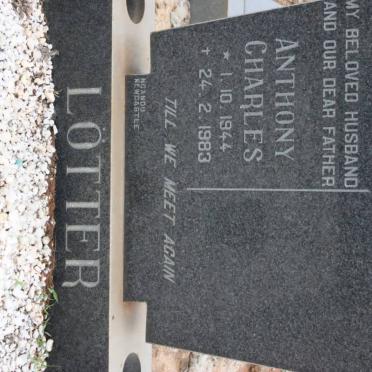 MY BELOVED HUSBAND
AND OUR DEAR FATHER
ANTHONY
CHARLES
* 1. 10. 1944
† 24. 2. 1983
TILL WE MEET AGAIN
NEWCASTLE
LÖTTER